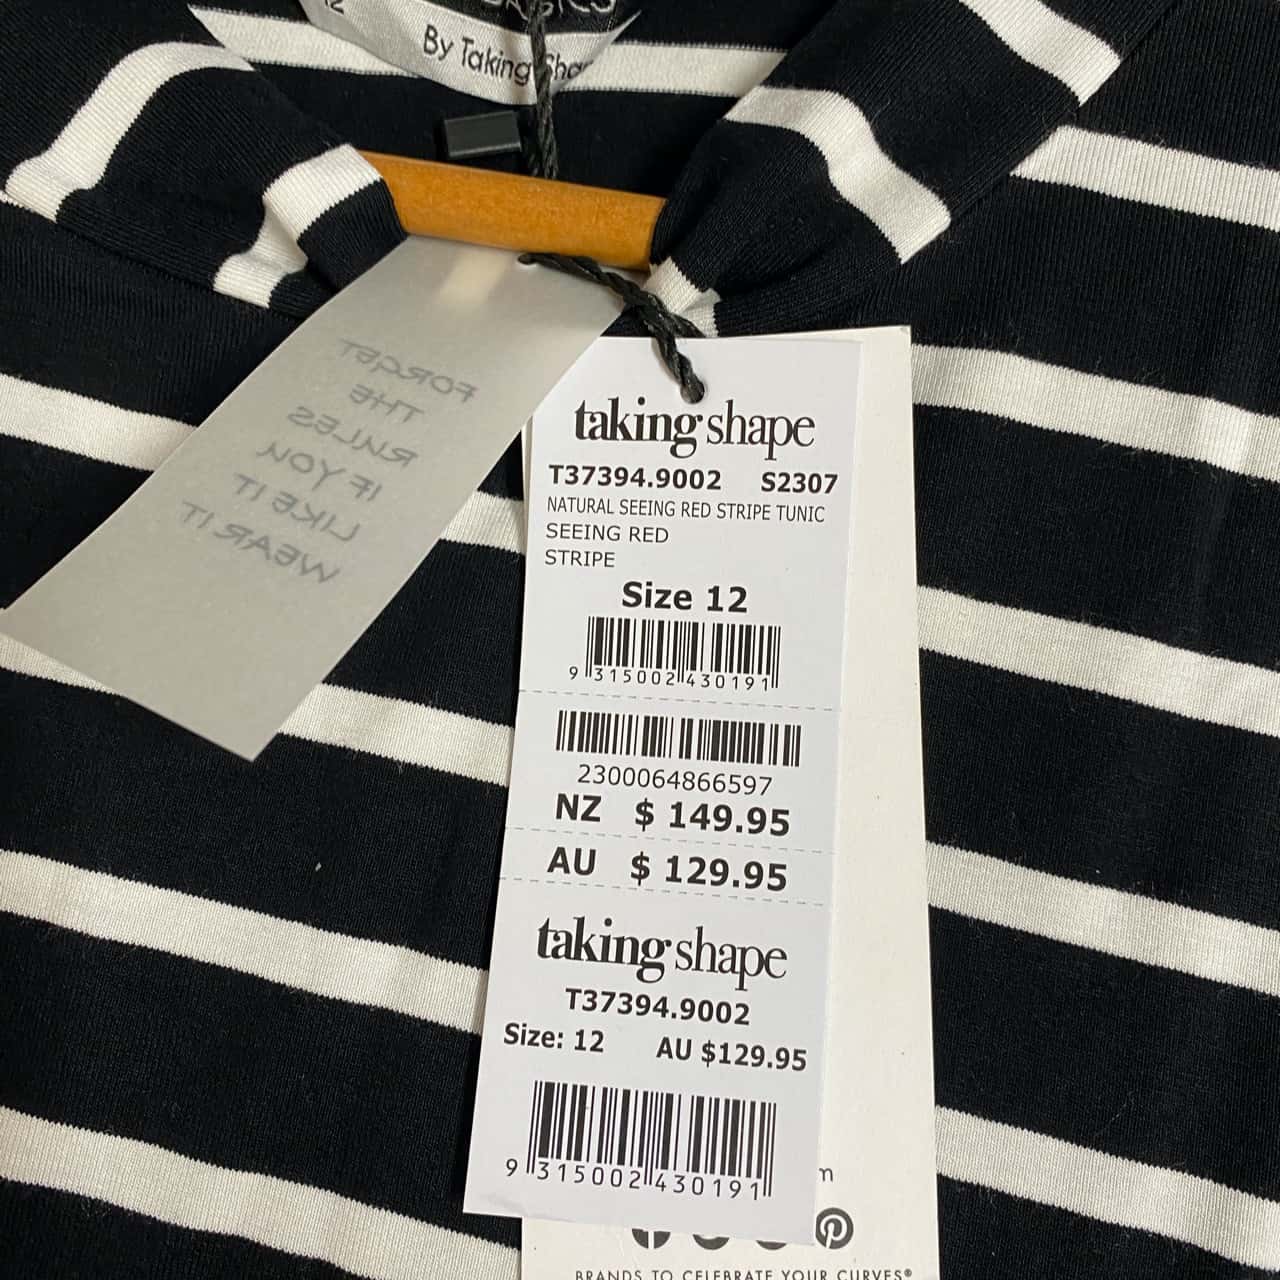 12
By Taking
FORGET
THE
RULES
IF YOU
LIKE IT
WEAR IT
taking shape
T37394.9002 S2307
NATURAL SEEING RED STRIPE TUNIC
SEEING RED
STRIPE
Size 12
9 315002 430191
2300064866597
NZ $ 149.95
AU $ 129.95
taking shape
T37394.9002
Size: 12 AU $129.95
9 315002 430191
m
BRANDS TO CELEBRATE YOUR CURVES®